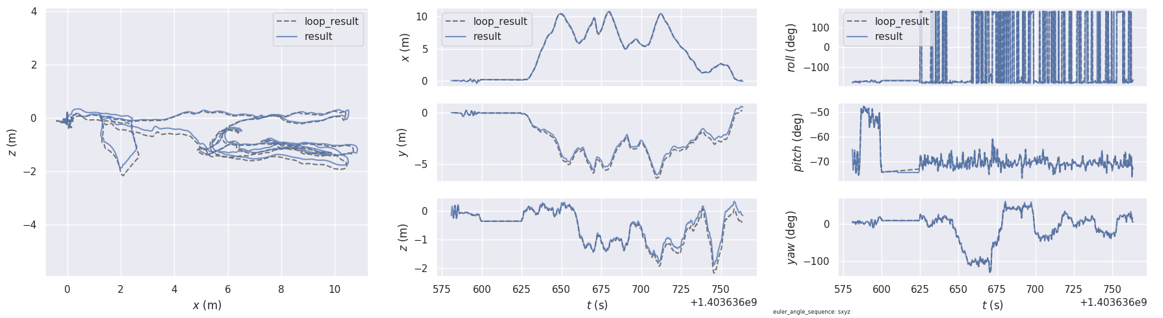 4
2
0
−2
−4
z (m)
0
2
4
6
8
10
x (m)
loop_result
result
10
5
0
x (m)
loop_result
result
0
−5
y (m)
0
−1
−2
z (m)
575
600
625
650
675
700
725
750
t (s)
+1.403636e9
100
0
−100
roll (deg)
loop_result
result
−50
−60
−70
pitch (deg)
0
−100
yaw (deg)
575
600
625
650
675
700
725
750
t (s)
+1.403636e9
euler_angle_sequence: sxyz